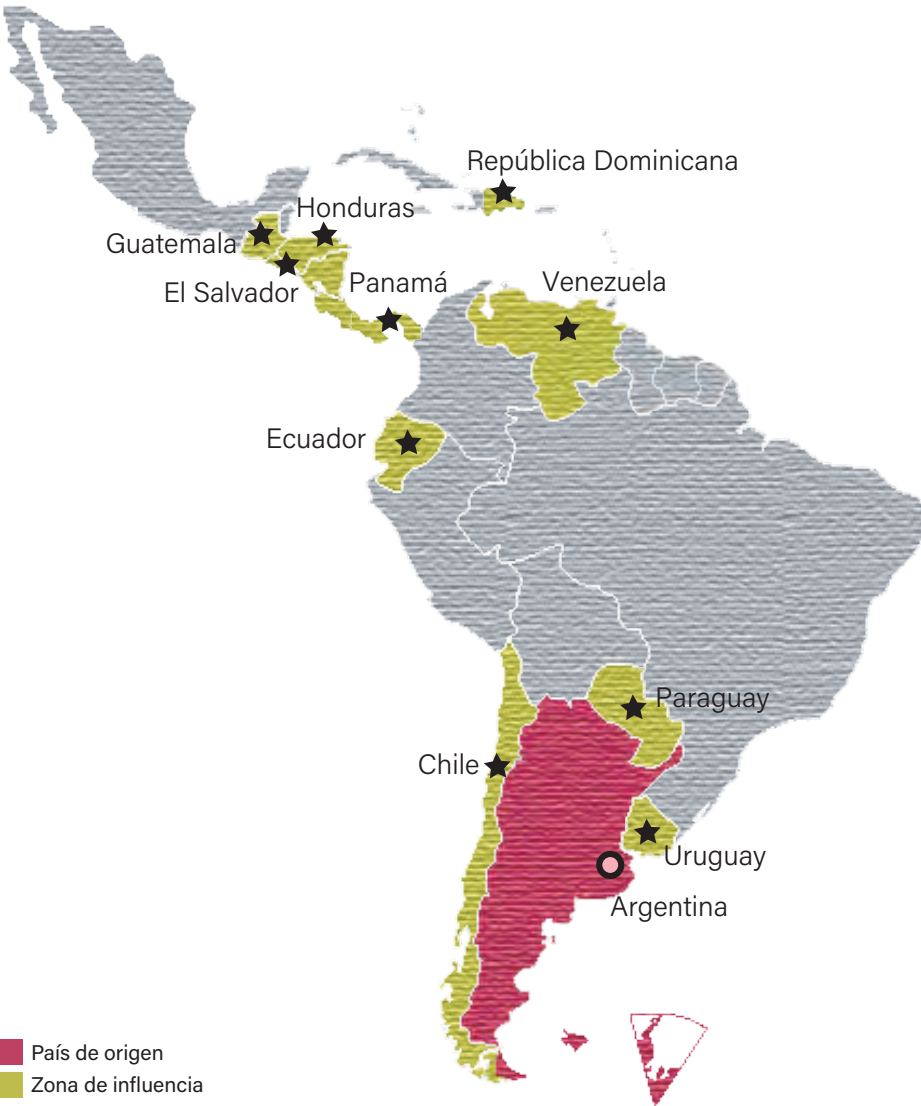 República Dominicana
Honduras
Guatemala
El Salvador
Panamá
Venezuela
Ecuador
Paraguay
Chile
Uruguay
Argentina
País de origen
Zona de influencia